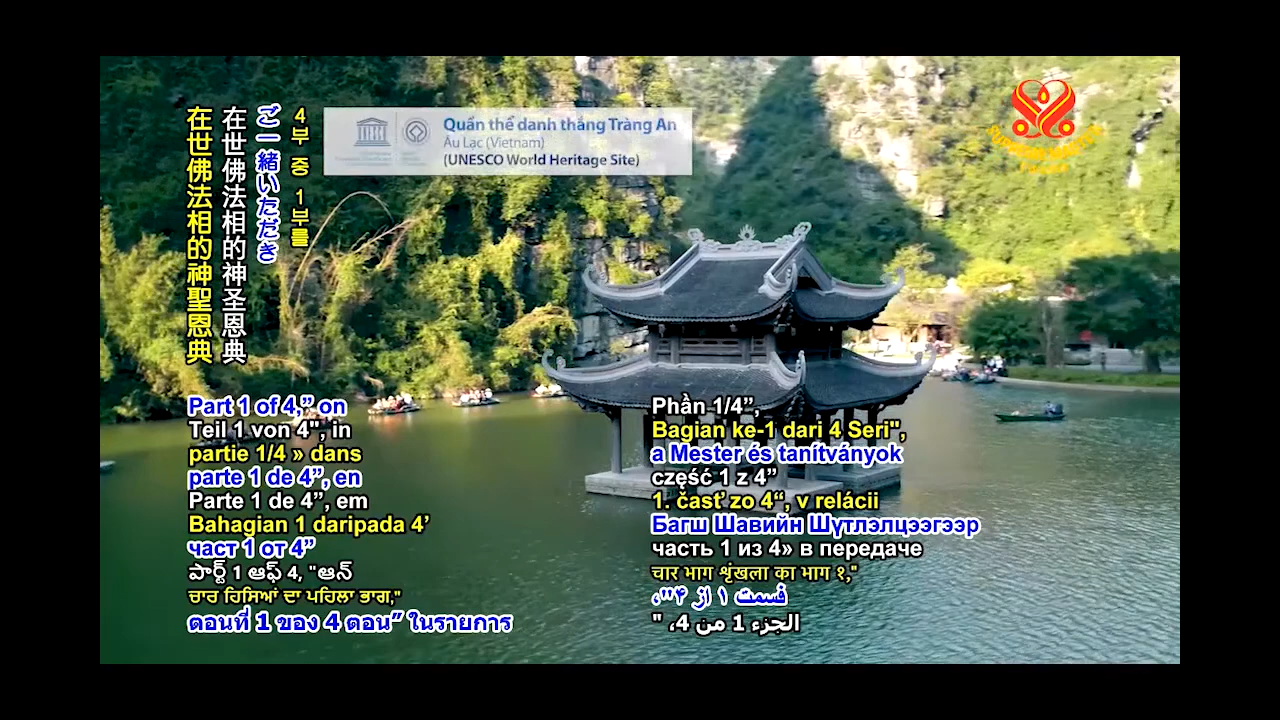 4부 중 1부를
ご一緒いただき
在世佛法相的神圣恩典
在世佛法相的神聖恩典
Quần thể danh thắng Tràng An
Âu Lạc (Vietnam)
(UNESCO World Heritage Site)
Part 1 of 4,” on
Teil 1 von 4", in
partie 1/4 » dans
parte 1 de 4”, en
Parte 1 de 4”, em
Bahagian 1 daripada 4’
част 1 от 4”
పార్ట్ 1 ఆఫ్ 4, "ఆన్
ਚਾਰ ਹਿਸਿਆਂ ਦਾ ਪਹਿਲਾ ਭਾਗ,"
ตอนที่ 1 ของ 4 ตอน” ในรายการ
Phần 1/4”,
Bagian ke-1 dari 4 Seri",
a Mester és tanítványok
część 1 z 4”
1. časť zo 4“, v relácii
Багш Шавийн Шүтлэлцээгээр
часть 1 из 4» в передаче
चार भाग शृंखला का भाग १,"
قسمت ۱ از ۴"،
الجزء 1 من 4، "